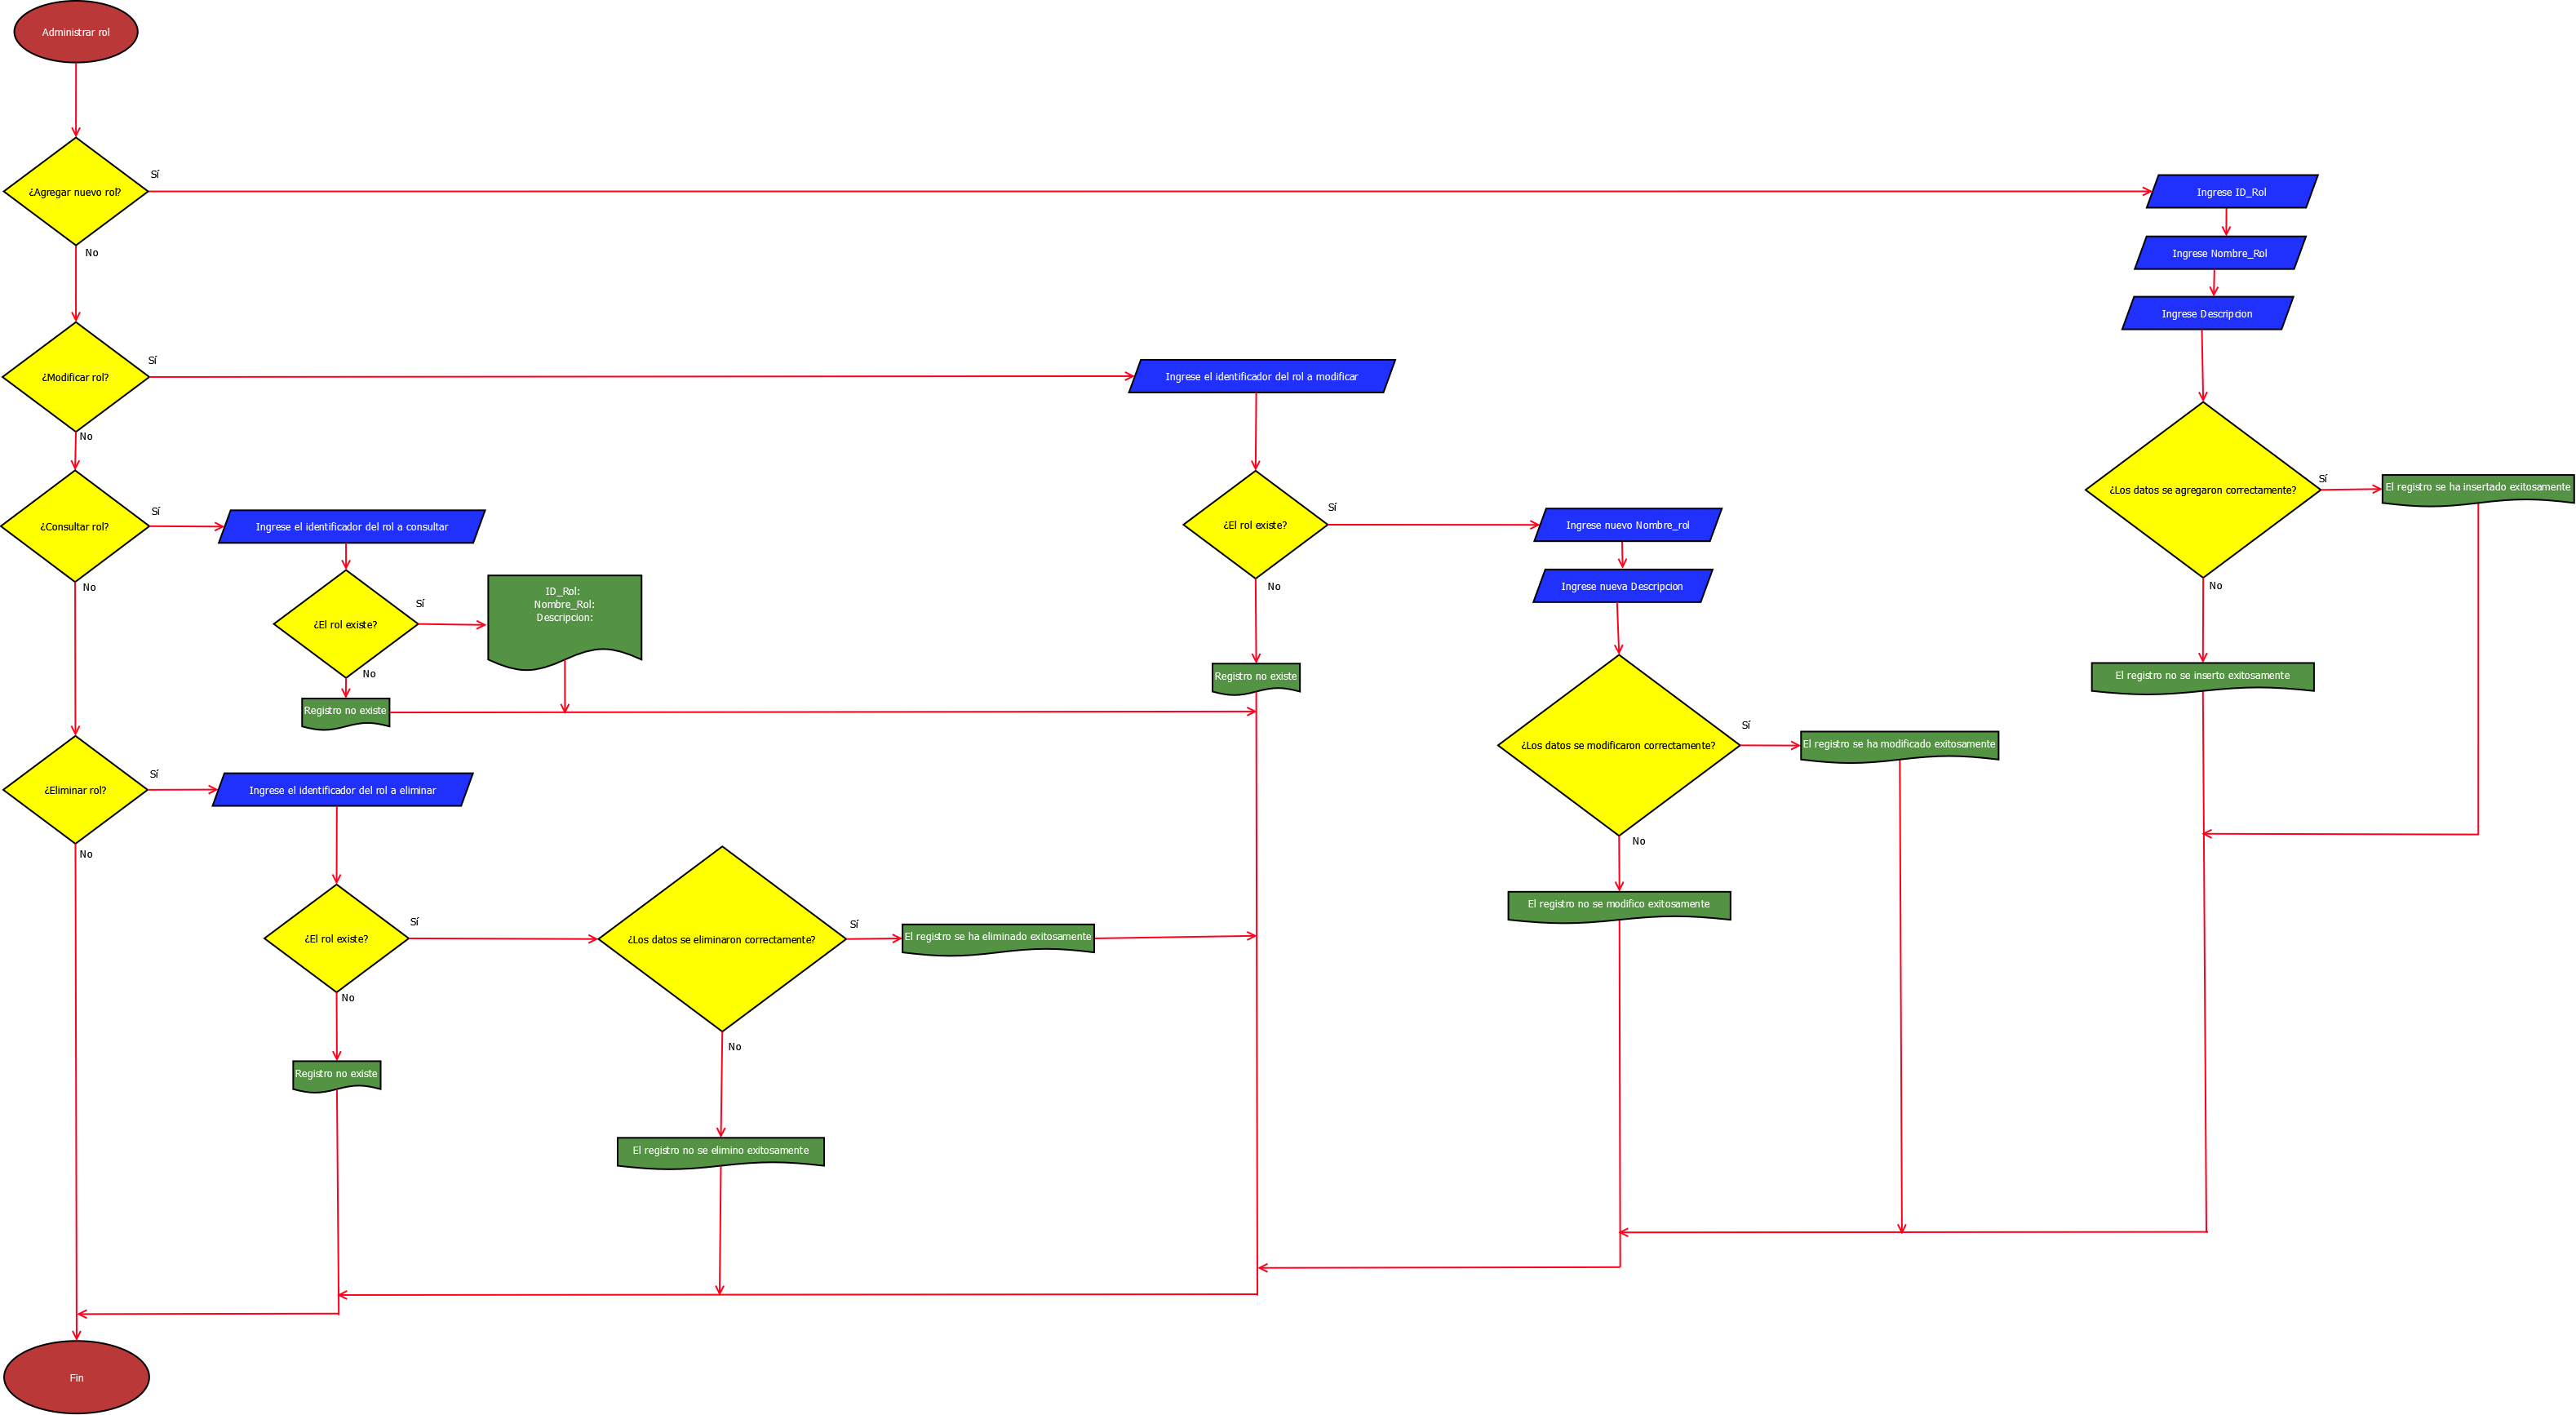 Administrar rol
¿Agregar nuevo rol?
Sí
No
Ingrese ID_Rol
Ingrese Nombre_Rol
Ingrese Descripcion
¿Los datos se agregaron correctamente?
Sí
El registro se ha insertado exitosamente
No
El registro no se inserto exitosamente
¿Modificar rol?
Sí
No
Ingrese el identificador del rol a modificar
¿El rol existe?
Sí
No
Registro no existe
Ingrese nuevo Nombre_rol
Ingrese nueva Descripcion
¿Los datos se modificaron correctamente?
Sí
El registro se ha modificado exitosamente
No
El registro no se modifico exitosamente
¿Consultar rol?
Sí
No
Ingrese el identificador del rol a consultar
¿El rol existe?
Sí
ID_Rol:
Nombre_Rol:
Descripcion:
No
Registro no existe
¿Eliminar rol?
Sí
No
Ingrese el identificador del rol a eliminar
¿El rol existe?
Sí
No
Registro no existe
¿Los datos se eliminaron correctamente?
Sí
El registro se ha eliminado exitosamente
No
El registro no se elimino exitosamente
Fin